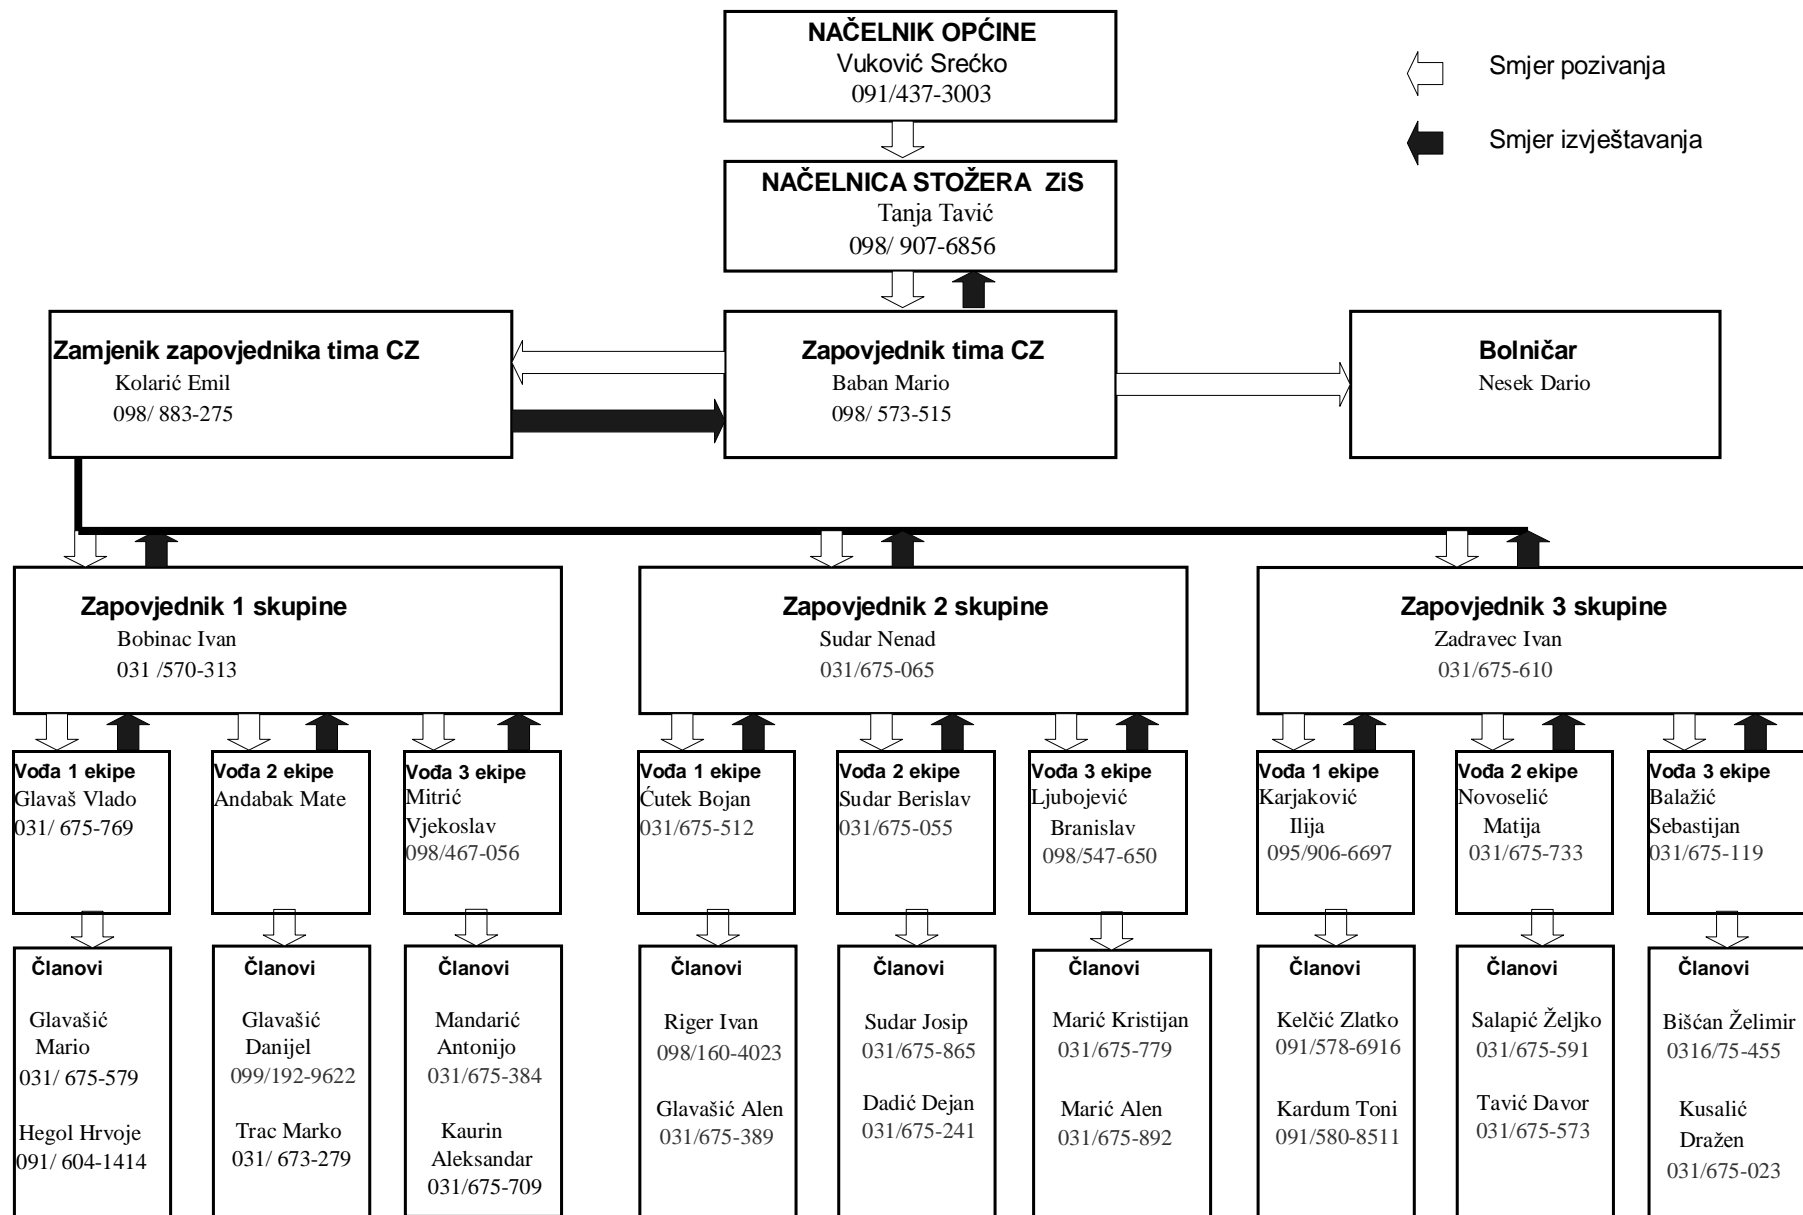 NAČELNIK OPĆINE
Vuković Srećko
091/437-3003
Smjer pozivanja
Smjer izvještavanja
NAČELNICA STOŽERA ZiS
Tanja Tavić
098/ 907-6856
Zamjenik zapovjednika tima CZ
Kolarić Emil
098/ 883-275
Zapovjednik tima CZ
Baban Mario
098/ 573-515
Bolničar
Nesek Dario
Zapovjednik 1 skupine
Bobinac Ivan
031 /570-313
Zapovjednik 2 skupine
Sudar Nenad
031/675-065
Zapovjednik 3 skupine
Zadravec Ivan
031/675-610
Vođa 1 ekipe
Glavaš Vlado
031/ 675-769
Vođa 2 ekipe
Andabak Mate
Vođa 3 ekipe
Mitrić
Vjekoslav
098/467-056
Vođa 1 ekipe
Ćutek Bojan
031/675-512
Vođa 2 ekipe
Sudar Berislav
031/675-055
Vođa 3 ekipe
Ljubojević
Branislav
098/547-650
Vođa 1 ekipe
Karjaković
Ilija
095/906-6697
Vođa 2 ekipe
Novoselić
Matija
031/675-733
Vođa 3 ekipe
Balažić
Sebastijan
031/675-119
Članovi
Glavašić
Mario
031/ 675-579
Hegol Hrvoje
091/ 604-1414
Članovi
Glavašić
Danijel
099/192-9622
Trac Marko
031/ 673-279
Članovi
Mandarić
Antonijo
031/675-384
Kaurin
Aleksandar
031/675-709
Članovi
Riger Ivan
098/160-4023
Glavašić Alen
031/675-389
Članovi
Sudar Josip
031/675-865
Dadić Dejan
031/675-241
Članovi
Marić Kristijan
031/675-779
Marić Alen
031/675-892
Članovi
Kelčić Zlatko
091/578-6916
Kardum Toni
091/580-8511
Članovi
Salapić Željko
031/675-591
Tavić Davor
031/675-573
Članovi
Bišćan Želimir
0316/75-455
Kusalić
Dražen
031/675-023